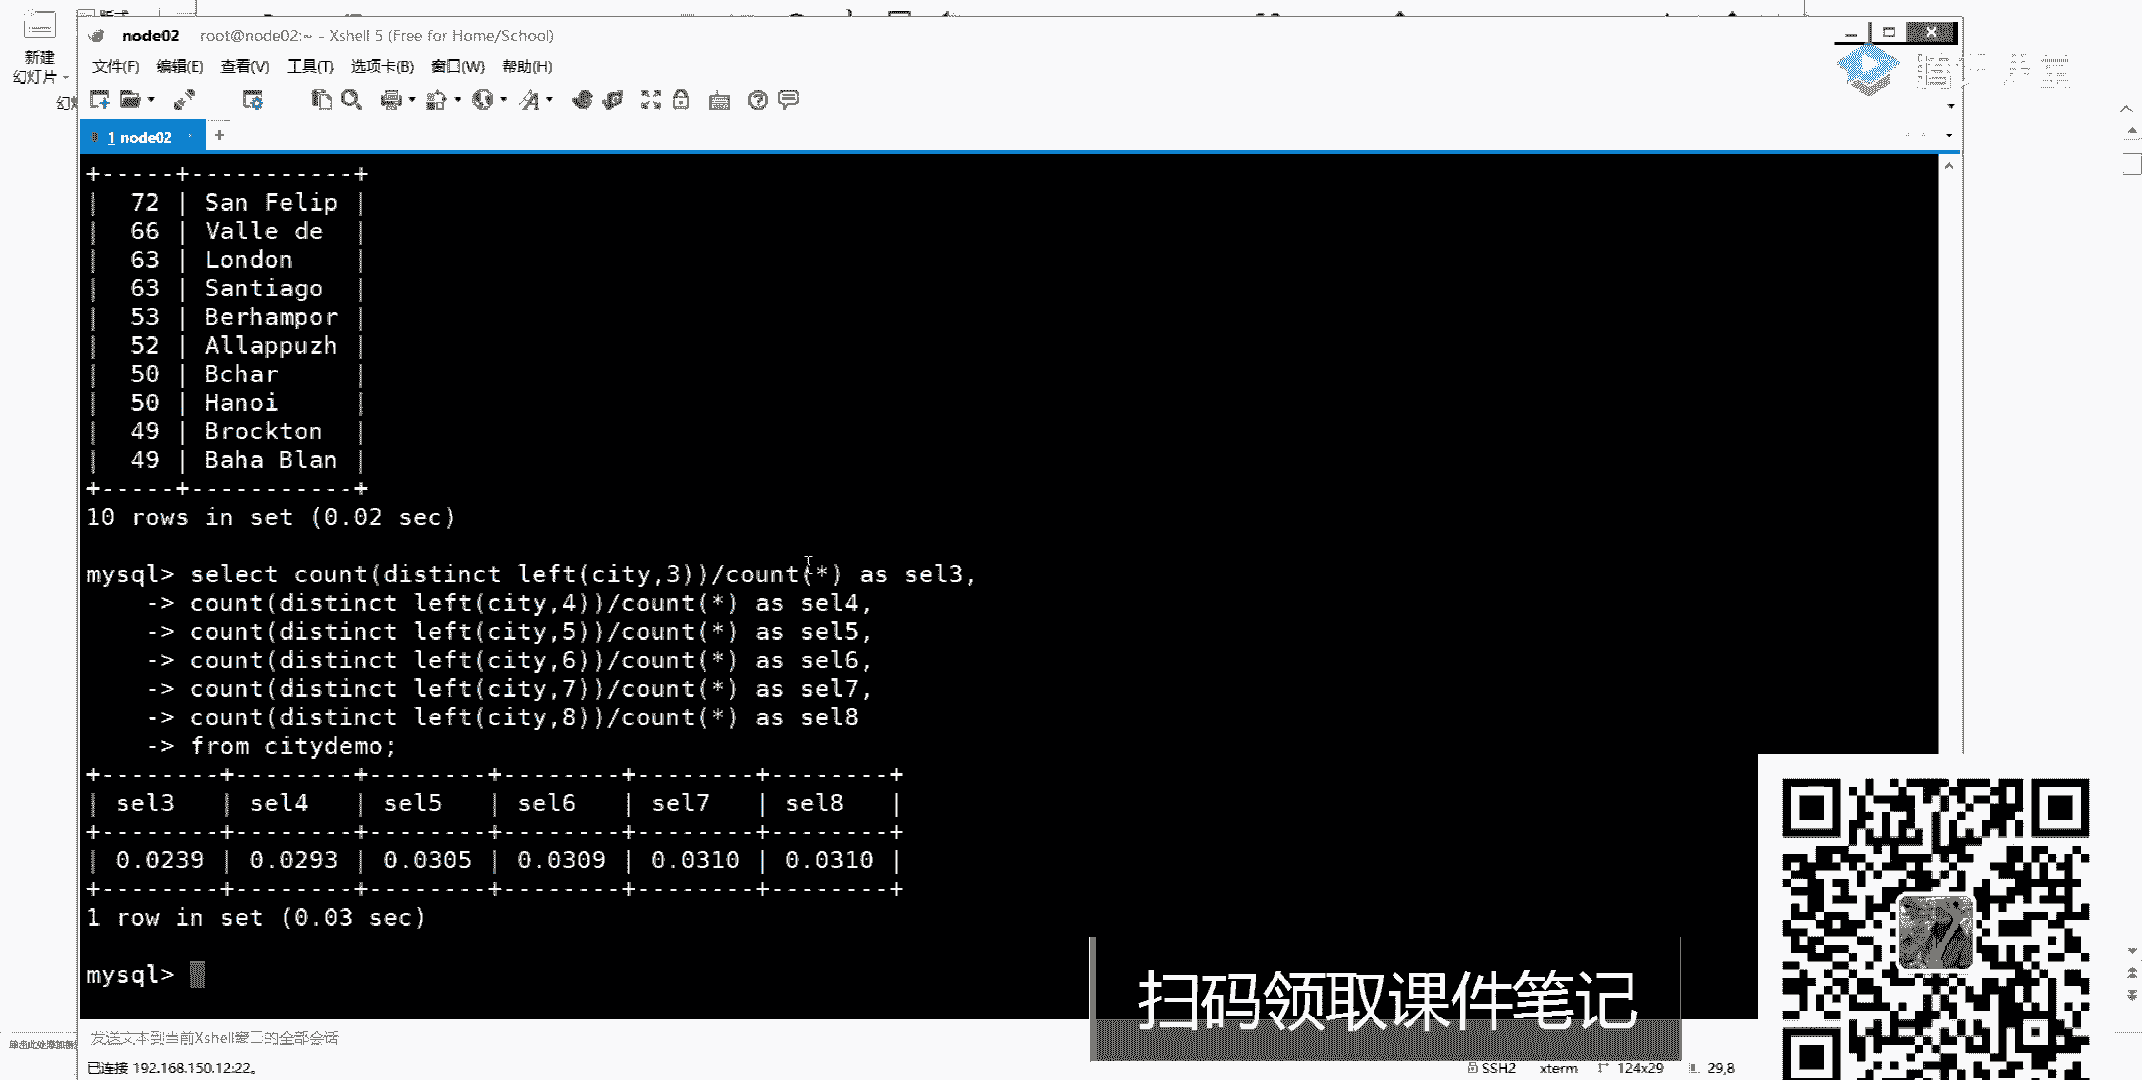 新建
幻灯片
node02 root@node02:~ - Xshell 5 (Free for Home/School)
文件(F) 编辑(E) 查看(V) 工具(T) 选项卡(B) 窗口(W) 帮助(H)
1 node02 +
+-----+-----------+
| 72 | San Felip |
| 66 | Valle de |
| 63 | London |
| 63 | Santiago |
| 53 | Berhampor |
| 52 | Allappuzh |
| 50 | Bchar |
| 50 | Hanoi |
| 49 | Brockton |
| 49 | Baha Blan |
+-----+-----------+
10 rows in set (0.02 sec)
mysql> select count(distinct left(city,3))/count(*) as sel3,
-> count(distinct left(city,4))/count(*) as sel4,
-> count(distinct left(city,5))/count(*) as sel5,
-> count(distinct left(city,6))/count(*) as sel6,
-> count(distinct left(city,7))/count(*) as sel7,
-> count(distinct left(city,8))/count(*) as sel8
-> from citydemo;
+--------+--------+--------+--------+--------+--------+
| sel3 | sel4 | sel5 | sel6 | sel7 | sel8 |
+--------+--------+--------+--------+--------+--------+
| 0.0239 | 0.0293 | 0.0305 | 0.0309 | 0.0310 | 0.0310 |
+--------+--------+--------+--------+--------+--------+
1 row in set (0.03 sec)
mysql>
扫码领取课件笔记
发送文本到当前Xshell窗口的全部会话
已连接 192.168.150.12:22。
SSH2 xterm 124x29 29,8